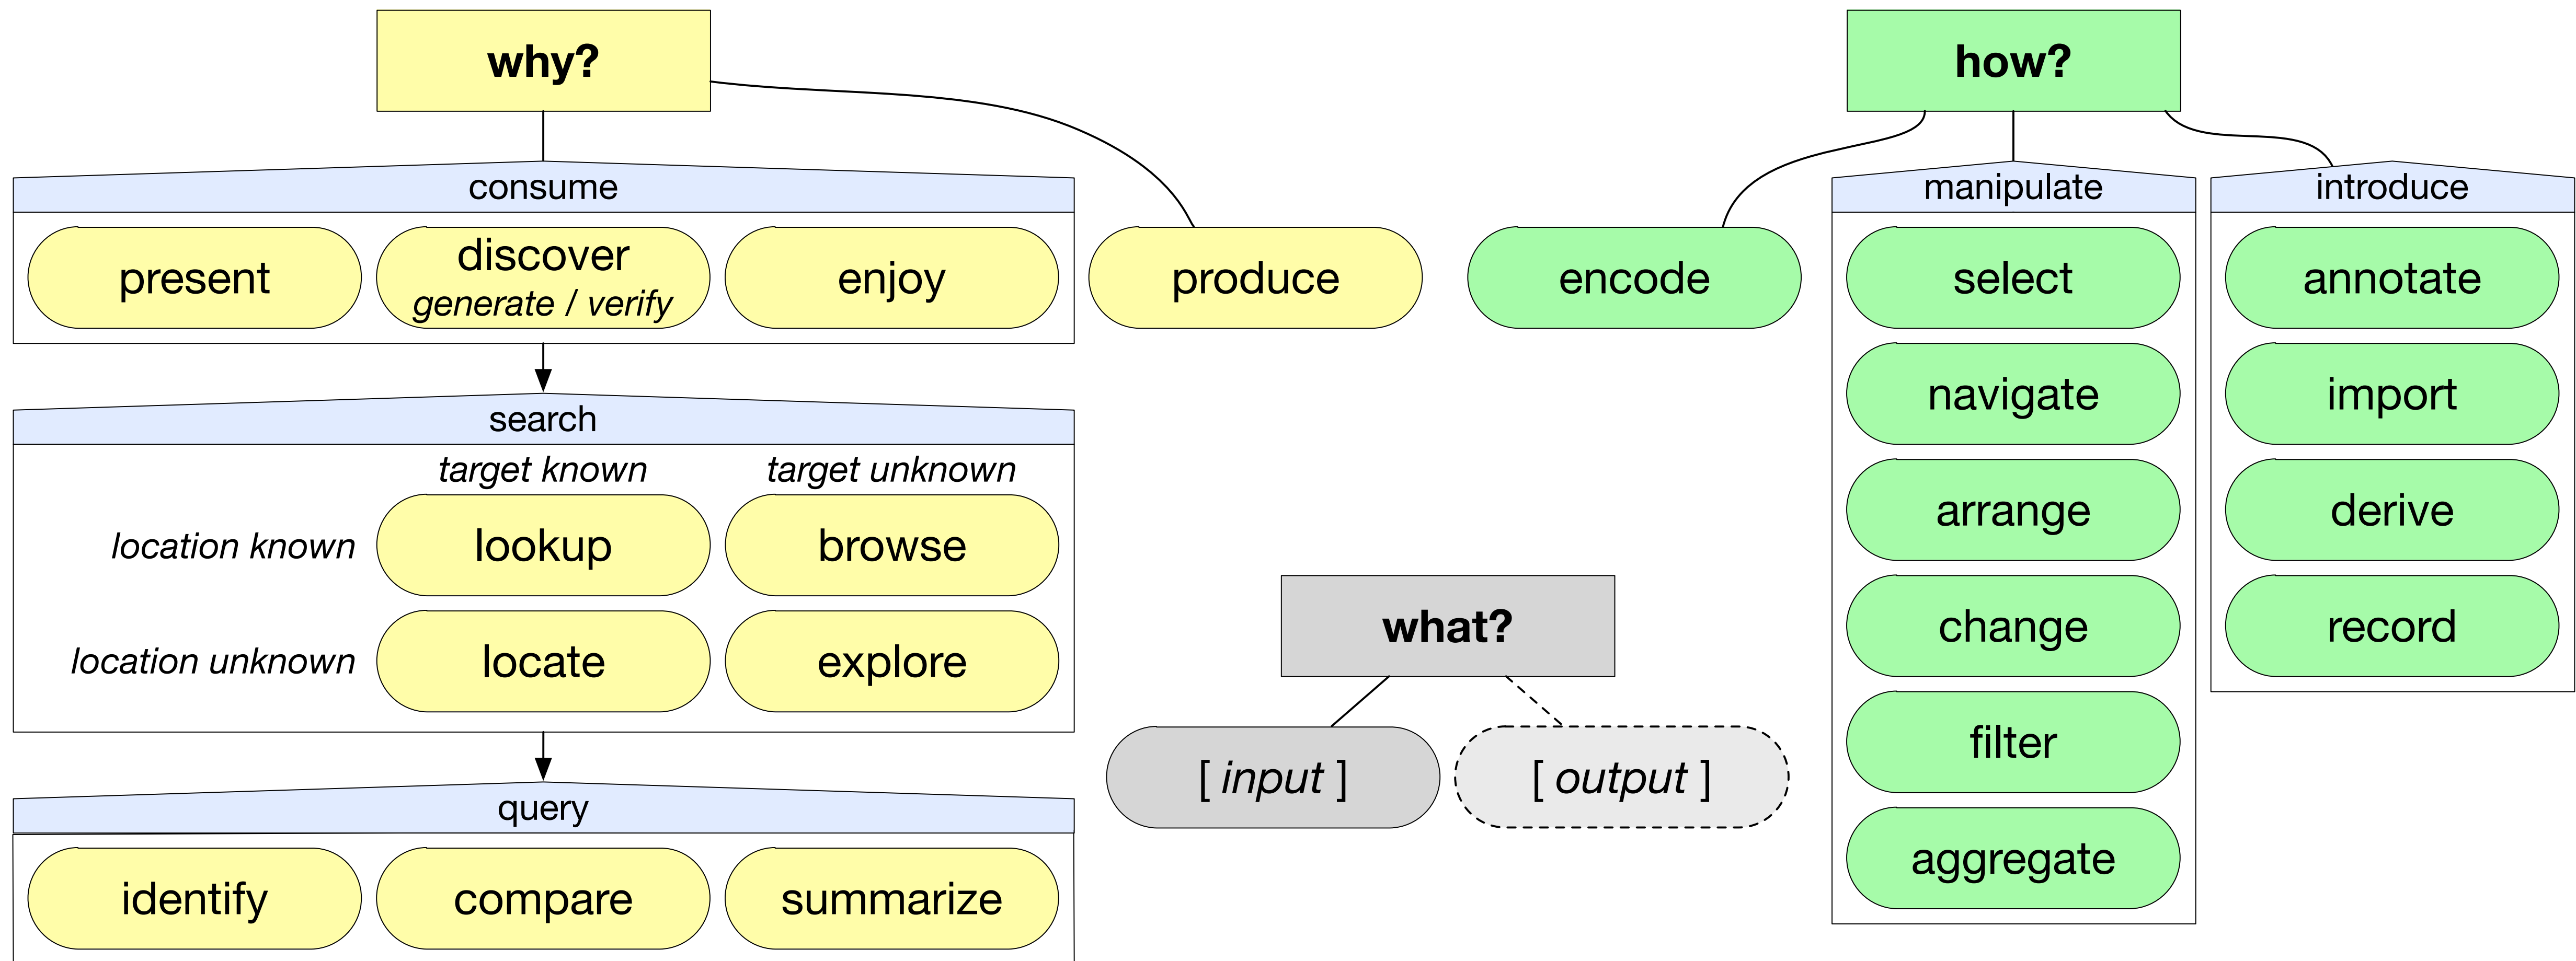 why?
consume
present
discover
generate / verify
enjoy
produce
search
target known
target unknown
location known
lookup
browse
location unknown
locate
explore
query
identify
compare
summarize
what?
[ input ]
[ output ]
how?
encode
manipulate
select
navigate
arrange
change
filter
aggregate
introduce
annotate
import
derive
record